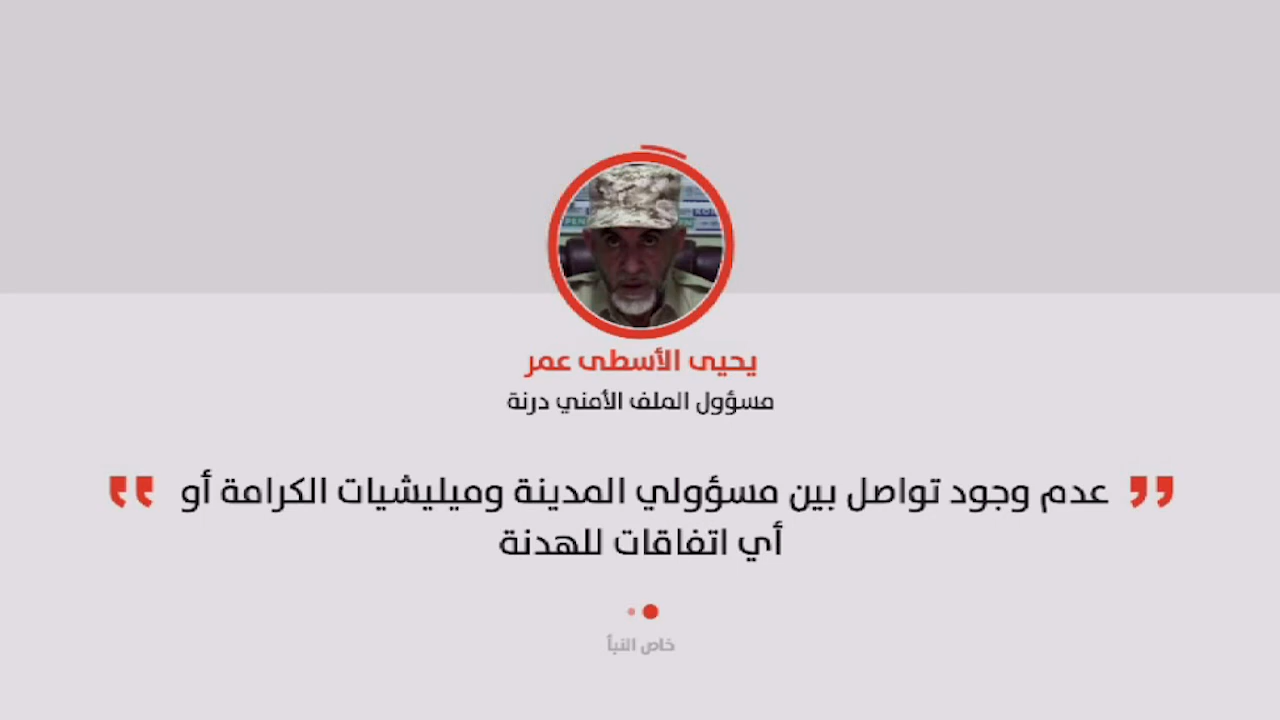 يحيى الأسطى عمر
مسؤول الملف الأمني درنة
عدم وجود تواصل بين مسؤولي المدينة وميليشيات الكرامة أو
أي اتفاقات للهدنة
خاص النبأ